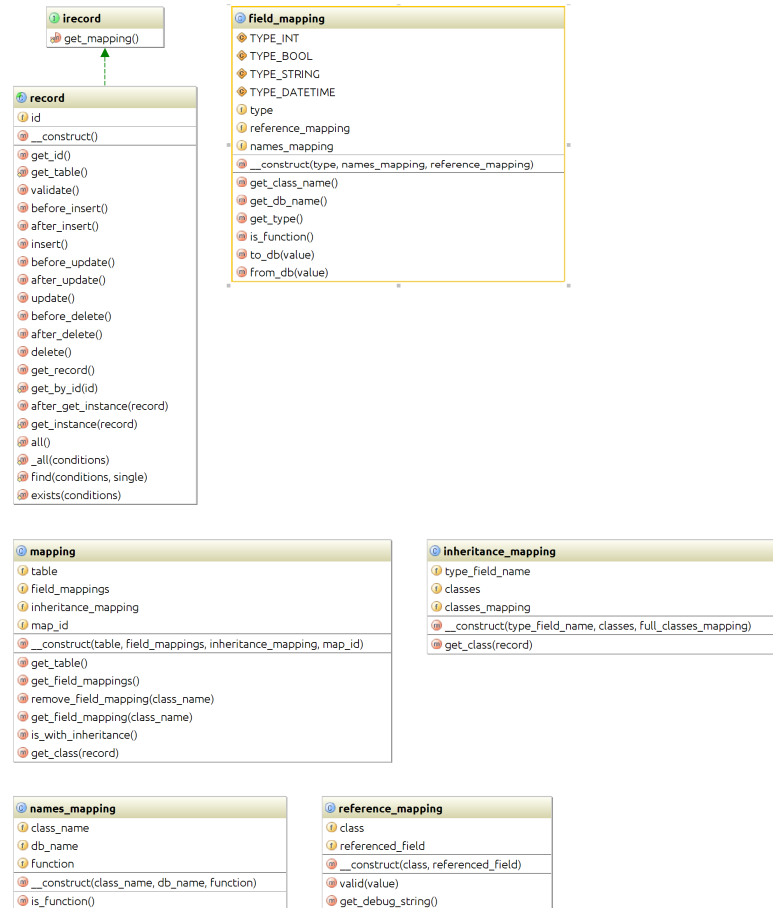 irecord
get_mapping()
record
id
__construct()
get_id()
get_table()
validate()
before_insert()
after_insert()
insert()
before_update()
after_update()
update()
before_delete()
after_delete()
delete()
get_record()
get_by_id(id)
after_get_instance(record)
get_instance(record)
all()
_all(conditions)
find(conditions, single)
exists(conditions)
field_mapping
TYPE_INT
TYPE_BOOL
TYPE_STRING
TYPE_DATETIME
type
reference_mapping
names_mapping
__construct(type, names_mapping, reference_mapping)
get_class_name()
get_db_name()
get_type()
is_function()
to_db(value)
from_db(value)
mapping
table
field_mappings
inheritance_mapping
map_id
__construct(table, field_mappings, inheritance_mapping, map_id)
get_table()
get_field_mappings()
remove_field_mapping(class_name)
get_field_mapping(class_name)
is_with_inheritance()
get_class(record)
inheritance_mapping
type_field_name
classes
classes_mapping
__construct(type_field_name, classes, full_classes_mapping)
get_class(record)
names_mapping
class_name
db_name
function
__construct(class_name, db_name, function)
is_function()
reference_mapping
class
referenced_field
__construct(class, referenced_field)
valid(value)
get_debug_string()